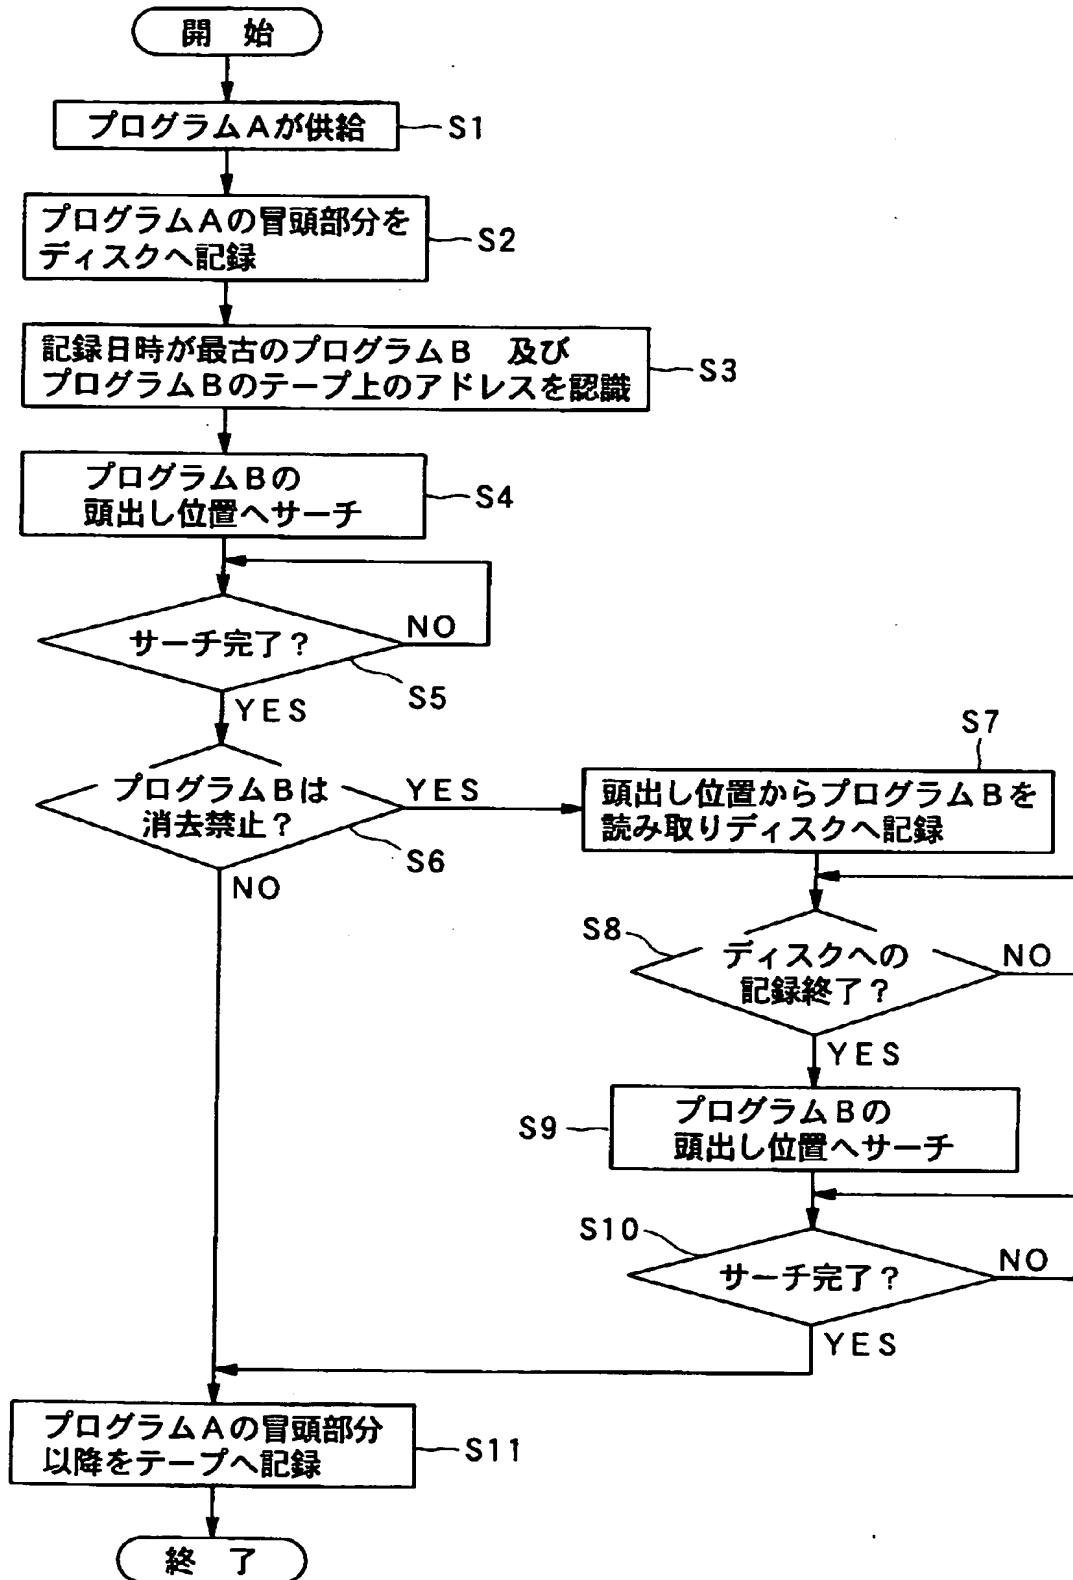 開 始
プログラムAが供給
S1
プログラムAの冒頭部分を
ディスクへ記録
S2
記録日時が最古のプログラムB 及び
プログラムBのテープ上のアドレスを認識
S3
プログラムBの
頭出し位置へサーチ
S4
サーチ完了？
NO
S5
YES
プログラムBは
消去禁止？
YES
S6
NO
S7
頭出し位置からプログラムBを
読み取りディスクへ記録
S8
ディスクへの
記録終了？
NO
YES
S9
プログラムBの
頭出し位置へサーチ
S10
サーチ完了？
NO
YES
プログラムAの冒頭部分
以降をテープへ記録
S11
終 了